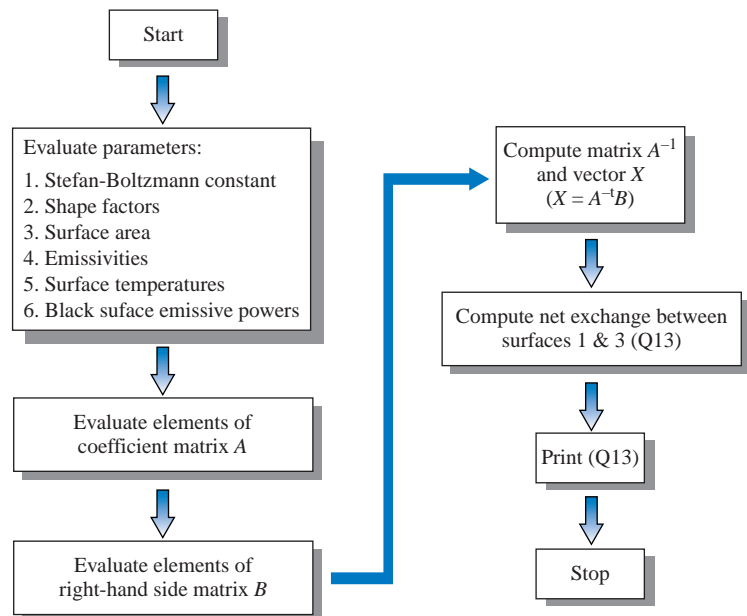 Start
Evaluate parameters:
1. Stefan-Boltzmann constant
2. Shape factors
3. Surface area
4. Emissivities
5. Surface temperatures
6. Black suface emissive powers
Evaluate elements of
coefficient matrix A
Evaluate elements of
right-hand side matrix B
Compute matrix A⁻¹
and vector X
(X = A⁻ᵗB)
Compute net exchange between
surfaces 1 & 3 (Q13)
Print (Q13)
Stop